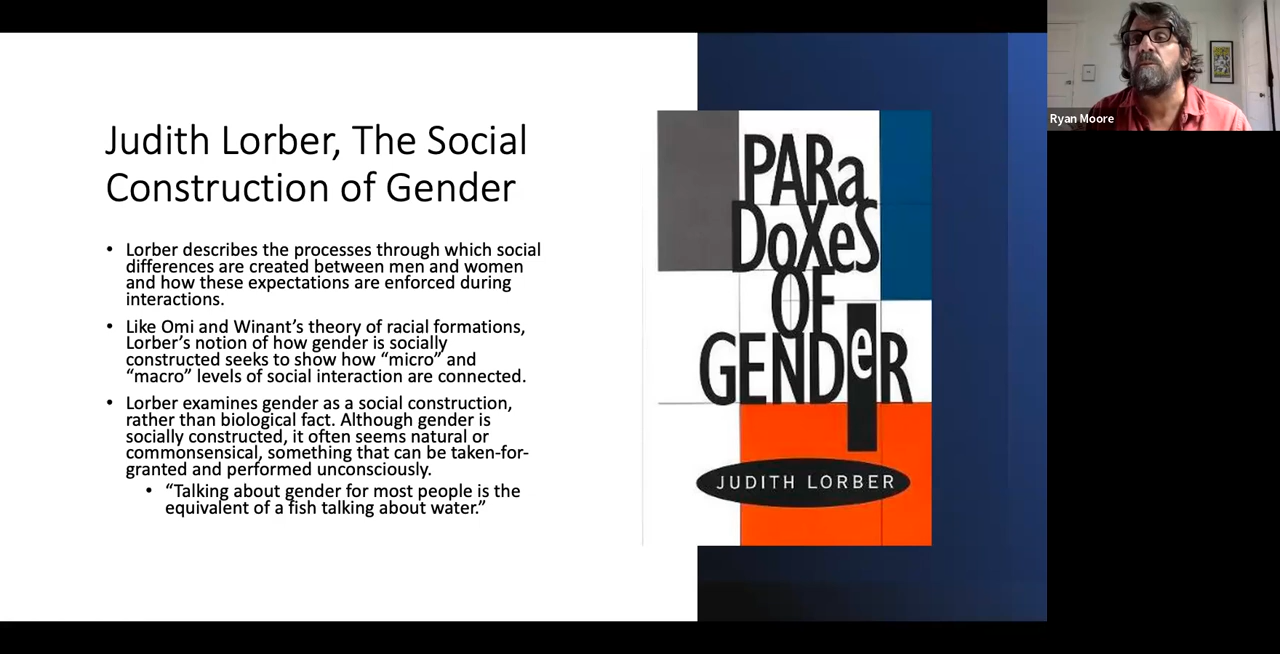 Judith Lorber, The Social
Construction of Gender
• Lorber describes the processes through which social
differences are created between men and women
and how these expectations are enforced during
interactions.
• Like Omi and Winant’s theory of racial formations,
Lorber’s notion of how gender is socially
constructed seeks to show how “micro” and
“macro” levels of social interaction are connected.
• Lorber examines gender as a social construction,
rather than biological fact. Although gender is
socially constructed, it often seems natural or
commonsensical, something that can be taken-for-
granted and performed unconsciously.
• “Talking about gender for most people is the
equivalent of a fish talking about water.”
PARa
DoXeS
OF
GENDeR
JUDITH LORBER
Ryan Moore